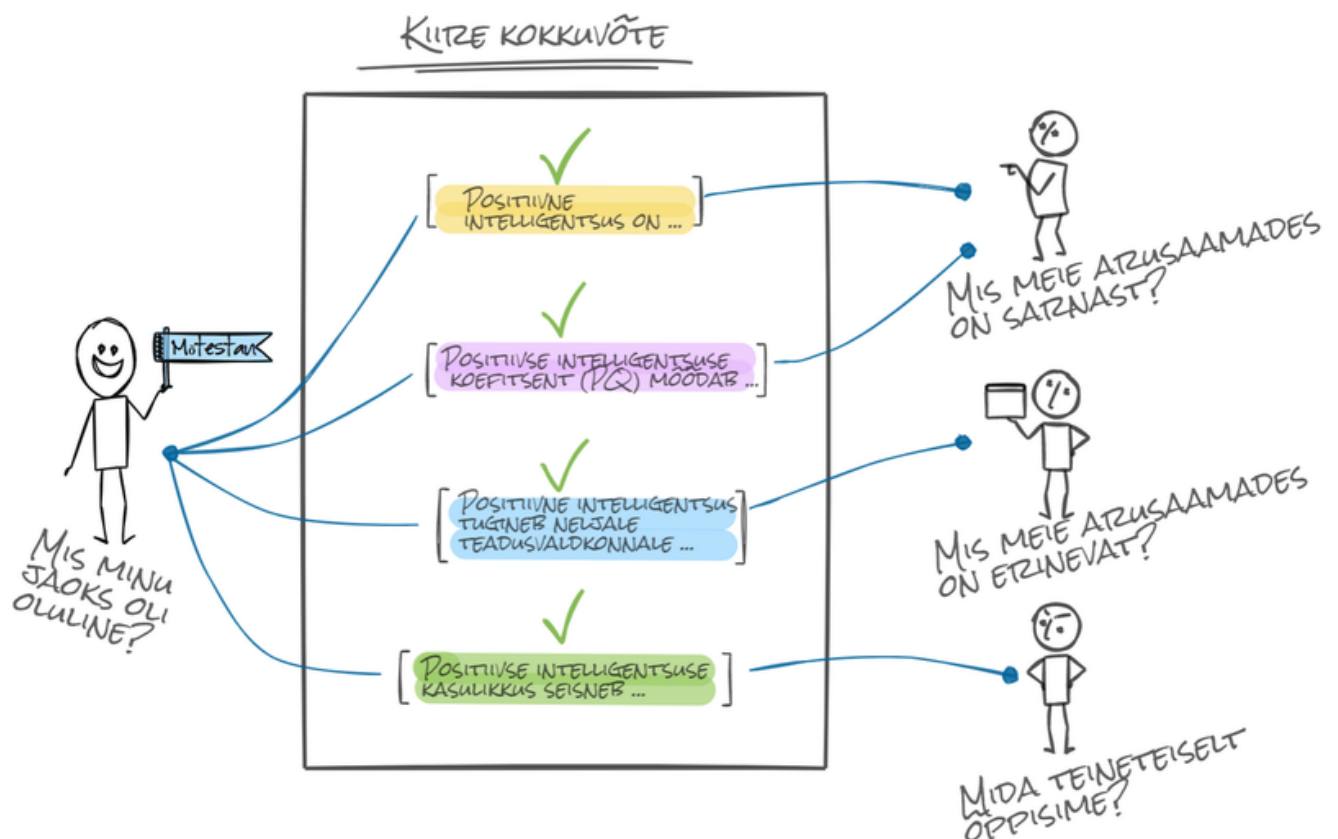 KIIRE KOKKUVÕTE
POSITIIVNE
INTELLIGENTSUS ON ...
POSITIIVSE INTELLIGENTSUSE
KOEFITSENT (PQ) MÕÕDAB ...
POSITIIVNE INTELLIGENTSUS
TUGINEB NELJALE
TEADUSVALDKONNALE ...
POSITIIVSE INTELLIGENTSUSE
KASULIKKUS SEISNEB ...
Mõtestan
MIS MINU
JAOKS OLI
OLULINE?
MIS MEIE ARUSAAMADES
ON SARNAST?
MIS MEIE ARUSAAMADES
ON ERINEVAT?
MIDA TEINETEISELT
ÕPPISIME?